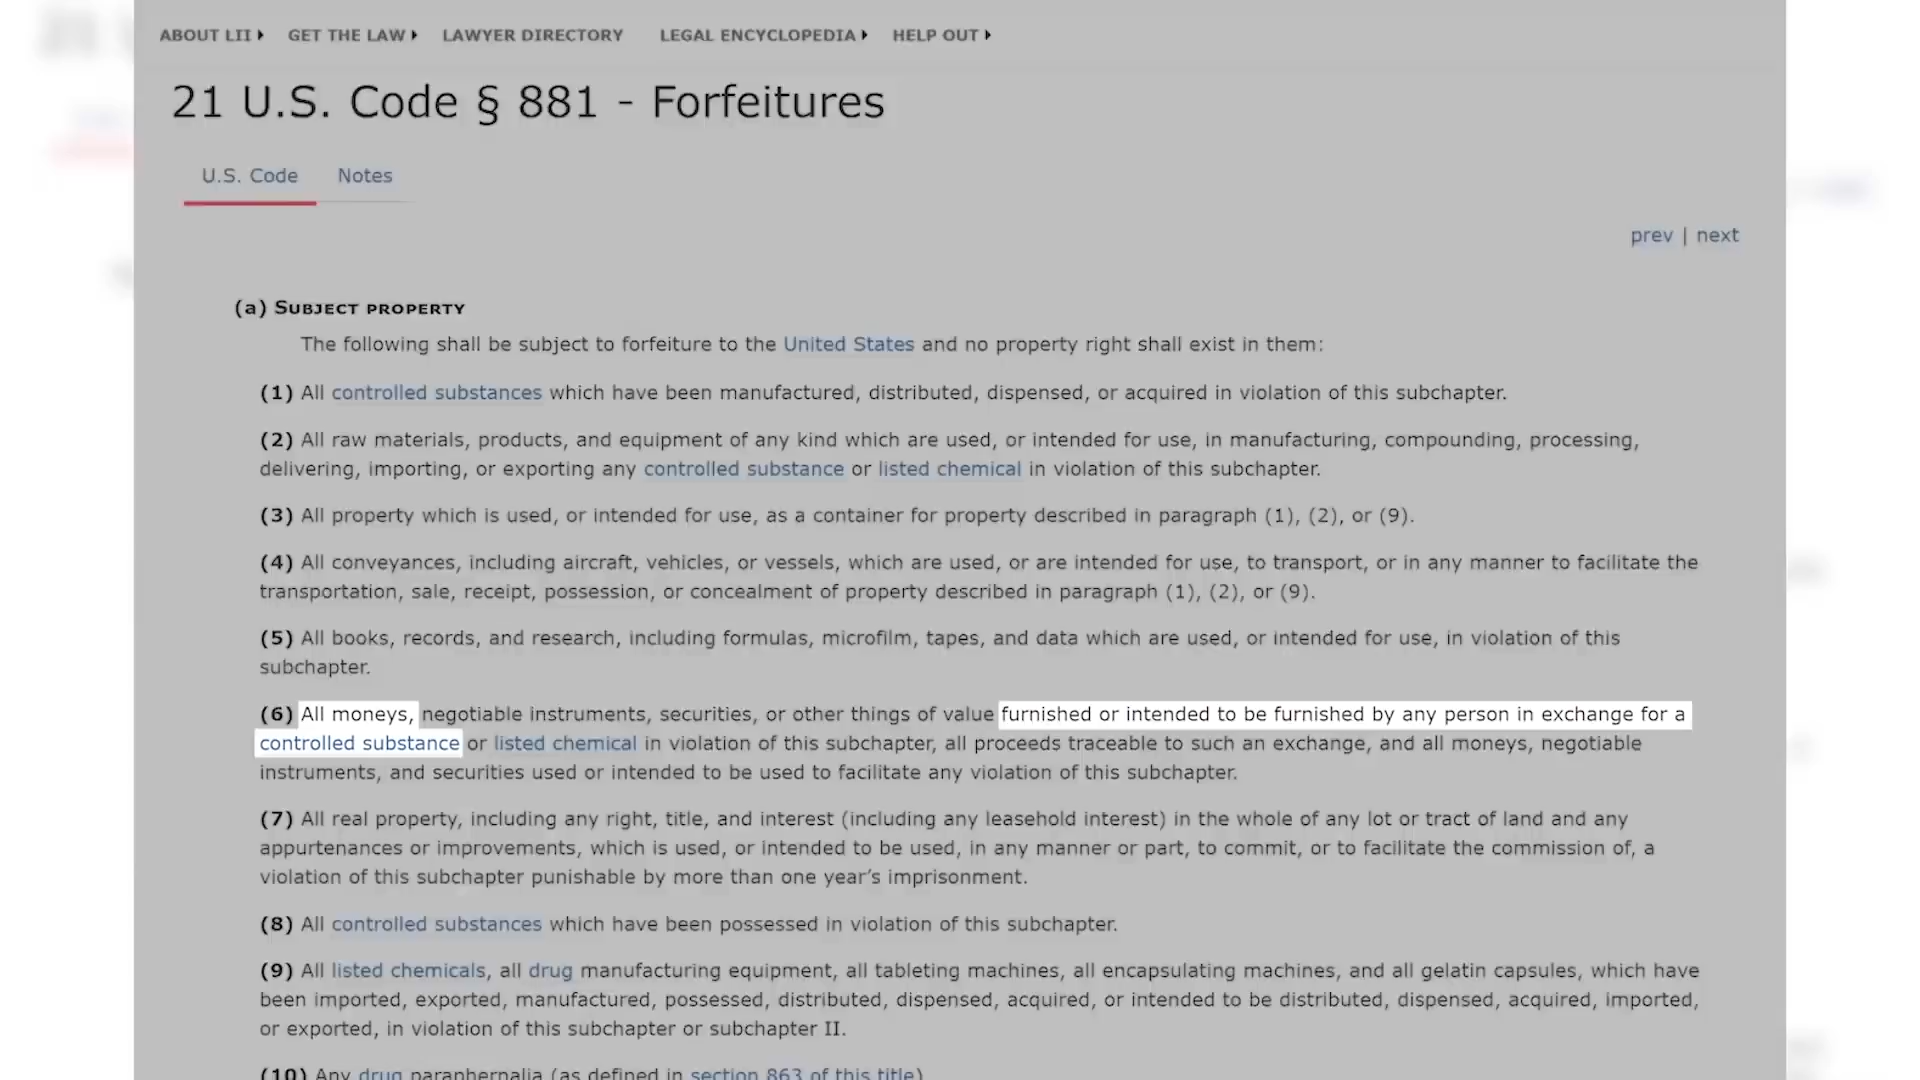 ABOUT LII GET THE LAW LAWYER DIRECTORY LEGAL ENCYCLOPEDIA HELP OUT
21 U.S. Code § 881 - Forfeitures
U.S. Code Notes
prev | next
(a) SUBJECT PROPERTY
The following shall be subject to forfeiture to the United States and no property right shall exist in them:
(1) All controlled substances which have been manufactured, distributed, dispensed, or acquired in violation of this subchapter.
(2) All raw materials, products, and equipment of any kind which are used, or intended for use, in manufacturing, compounding, processing,
delivering, importing, or exporting any controlled substance or listed chemical in violation of this subchapter.
(3) All property which is used, or intended for use, as a container for property described in paragraph (1), (2), or (9).
(4) All conveyances, including aircraft, vehicles, or vessels, which are used, or are intended for use, to transport, or in any manner to facilitate the
transportation, sale, receipt, possession, or concealment of property described in paragraph (1), (2), or (9).
(5) All books, records, and research, including formulas, microfilm, tapes, and data which are used, or intended for use, in violation of this
subchapter.
(6) All moneys, negotiable instruments, securities, or other things of value furnished or intended to be furnished by any person in exchange for a
controlled substance or listed chemical in violation of this subchapter, all proceeds traceable to such an exchange, and all moneys, negotiable
instruments, and securities used or intended to be used to facilitate any violation of this subchapter.
(7) All real property, including any right, title, and interest (including any leasehold interest) in the whole of any lot or tract of land and any
appurtenances or improvements, which is used, or intended to be used, in any manner or part, to commit, or to facilitate the commission of, a
violation of this subchapter punishable by more than one year’s imprisonment.
(8) All controlled substances which have been possessed in violation of this subchapter.
(9) All listed chemicals, all drug manufacturing equipment, all tableting machines, all encapsulating machines, and all gelatin capsules, which have
been imported, exported, manufactured, possessed, distributed, dispensed, acquired, or intended to be distributed, dispensed, acquired, imported,
or exported, in violation of this subchapter or subchapter II.
(10) Any drug paraphernalia (as defined in section 863 of this title)